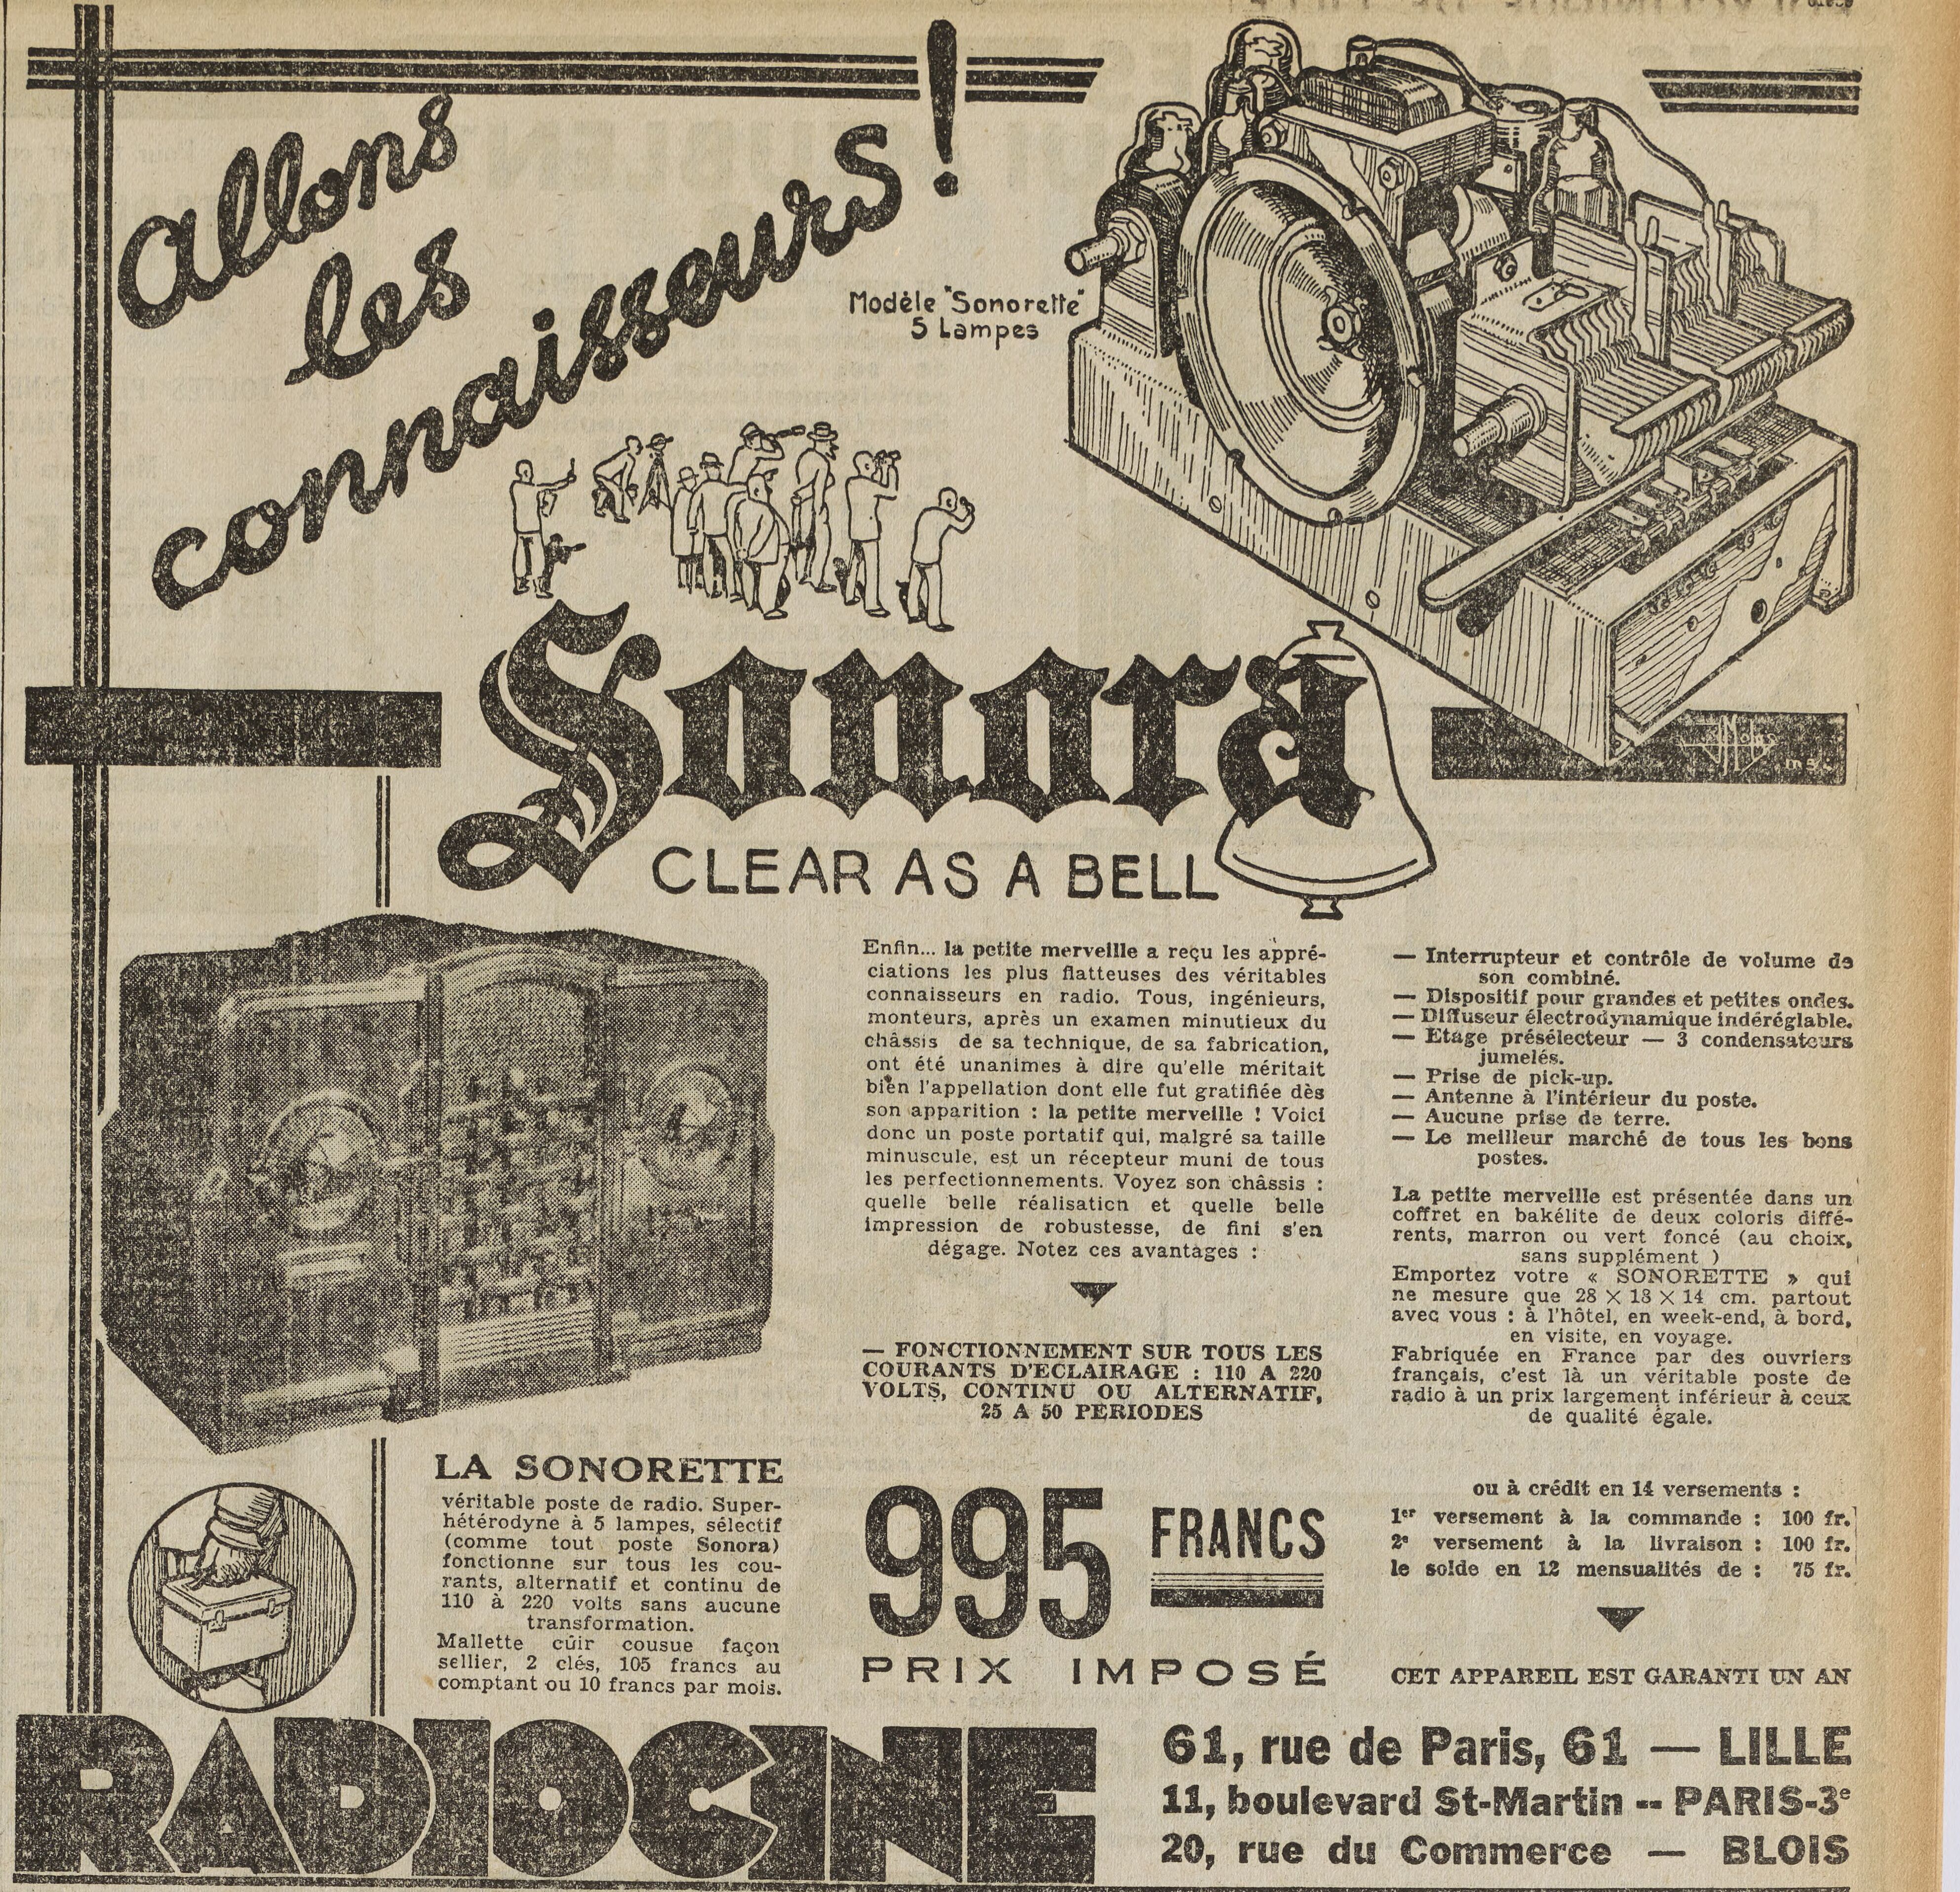 Allons
les
connaisseurs!
Modèle "Sonorette"
5 Lampes
Sonora
CLEAR AS A BELL
Enfin... la petite merveille a reçu les appré-
ciations les plus flatteuses des véritables
connaisseurs en radio. Tous, ingénieurs,
monteurs, après un examen minutieux du
châssis de sa technique, de sa fabrication,
ont été unanimes à dire qu'elle méritait
bien l'appellation dont elle fut gratifiée dès
son apparition : la petite merveille ! Voici
donc un poste portatif qui, malgré sa taille
minuscule, est un récepteur muni de tous
les perfectionnements. Voyez son châssis :
quelle belle réalisation et quelle belle
impression de robustesse, de fini s'en
dégage. Notez ces avantages :
— FONCTIONNEMENT SUR TOUS LES
COURANTS D'ECLAIRAGE : 110 A 220
VOLTS, CONTINU OU ALTERNATIF,
25 A 50 PERIODES
— Interrupteur et contrôle de volume de
son combiné.
— Dispositif pour grandes et petites ondes.
— Diffuseur électrodynamique indéréglable.
— Etage présélecteur — 3 condensateurs
jumelés.
— Prise de pick-up.
— Antenne à l'intérieur du poste.
— Aucune prise de terre.
— Le meilleur marché de tous les bons
postes.
La petite merveille est présentée dans un
coffret en bakélite de deux coloris diffé-
rents, marron ou vert foncé (au choix,
sans supplément )
Emportez votre « SONORETTE » qui
ne mesure que 28 × 18 × 14 cm. partout
avec vous : à l'hôtel, en week-end, à bord,
en visite, en voyage.
Fabriquée en France par des ouvriers
français, c'est là un véritable poste de
radio à un prix largement inférieur à ceux
de qualité égale.
LA SONORETTE
véritable poste de radio. Super-
hétérodyne à 5 lampes, sélectif
(comme tout poste Sonora)
fonctionne sur tous les cou-
rants, alternatif et continu de
110 à 220 volts sans aucune
transformation.
Mallette cûir cousue façon
sellier, 2 clés, 105 francs au
comptant ou 10 francs par mois.
995 FRANCS
PRIX IMPOSÉ
ou à crédit en 14 versements :
1er versement à la commande : 100 fr.
2e versement à la livraison : 100 fr.
le solde en 12 mensualités de : 75 fr.
CET APPAREIL EST GARANTI UN AN
RADIOCINE
61, rue de Paris, 61 — LILLE
11, boulevard St-Martin -- PARIS-3e
20, rue du Commerce — BLOIS